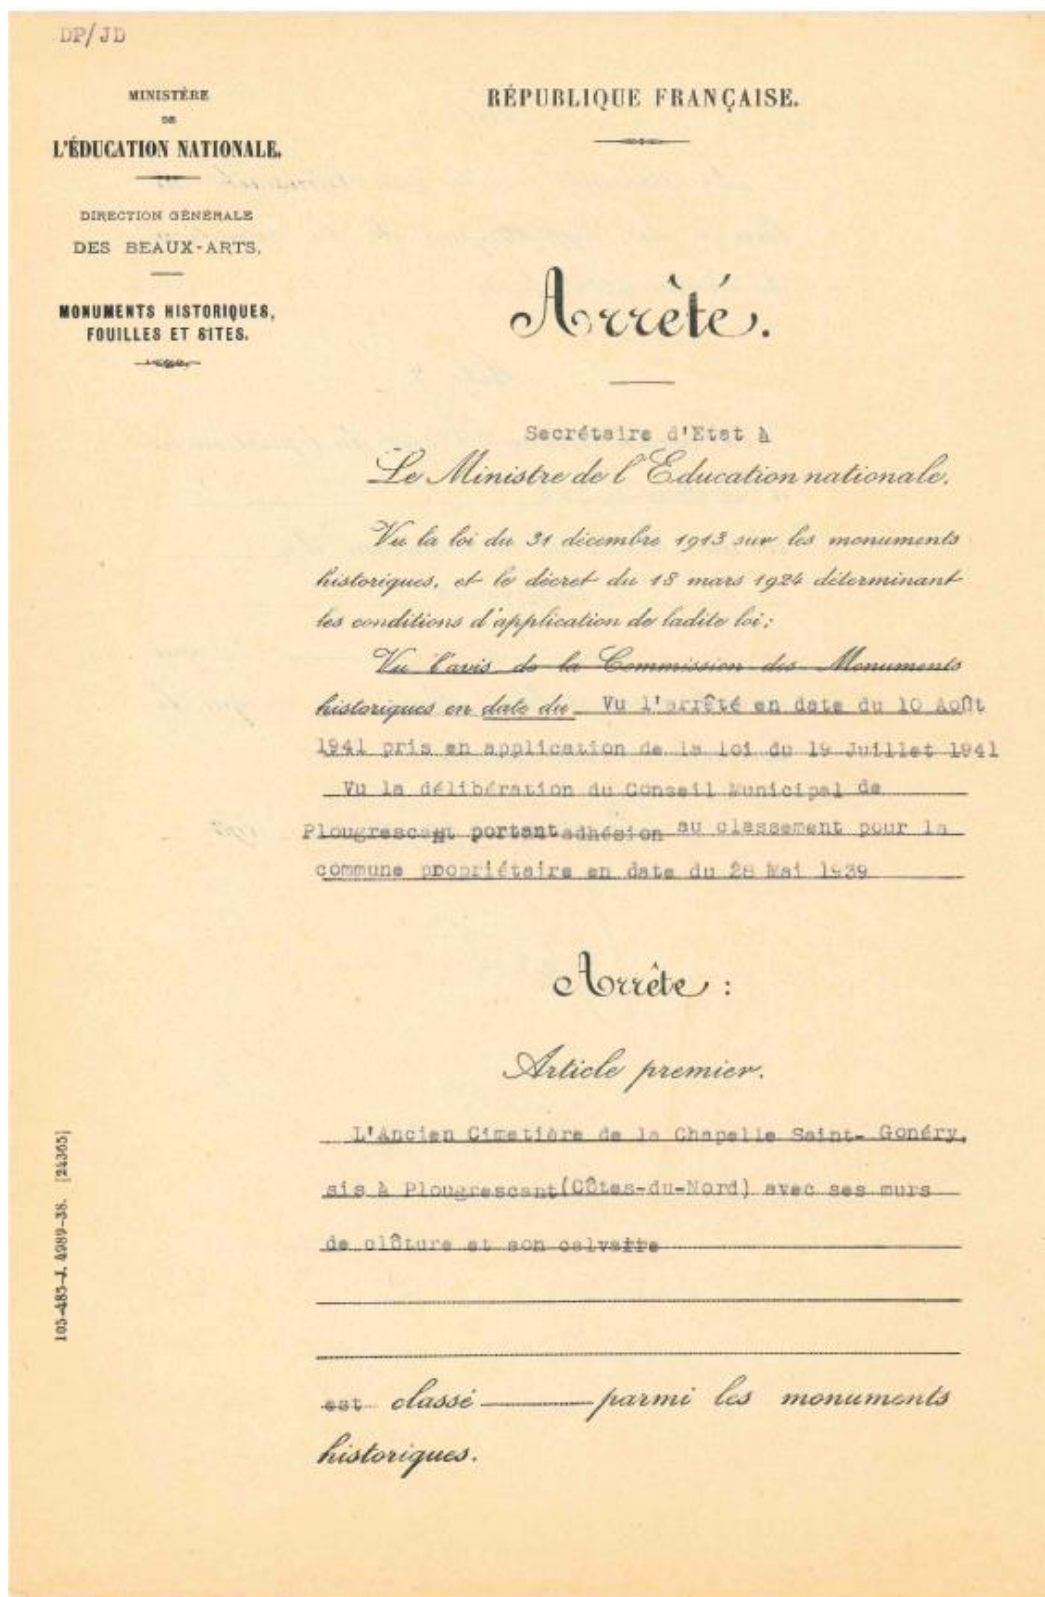 DP/JD
MINISTÈRE
DE
L'ÉDUCATION NATIONALE.
DIRECTION GÉNÉRALE
DES BEAUX-ARTS,
MONUMENTS HISTORIQUES,
FOUILLES ET SITES.
RÉPUBLIQUE FRANÇAISE.
Arrêté.
Secrétaire d'Etat à
Le Ministre de l'Education nationale.
Vu la loi du 31 décembre 1913 sur les monuments
historiques, et le décret du 18 mars 1924 déterminant
les conditions d'application de ladite loi;
Vu l'avis de la Commission des Monuments
historiques en date du Vu l'arrêté en date du 10 Août
1941 pris en application de la loi du 19 Juillet 1941
Vu la délibération du Conseil Municipal de
Plougrescant portant adhésion au classement pour la
commune propriétaire en date du 28 Mai 1939
Arrête :
Article premier.
L'Ancien Cimetière de la Chapelle Saint- Gonéry,
sis à Plougrescant (Côtes-du-Nord) avec ses murs
de clôture et son calvaire
est classé parmi les monuments
historiques.
103-485-J. 4989-38. [24365]